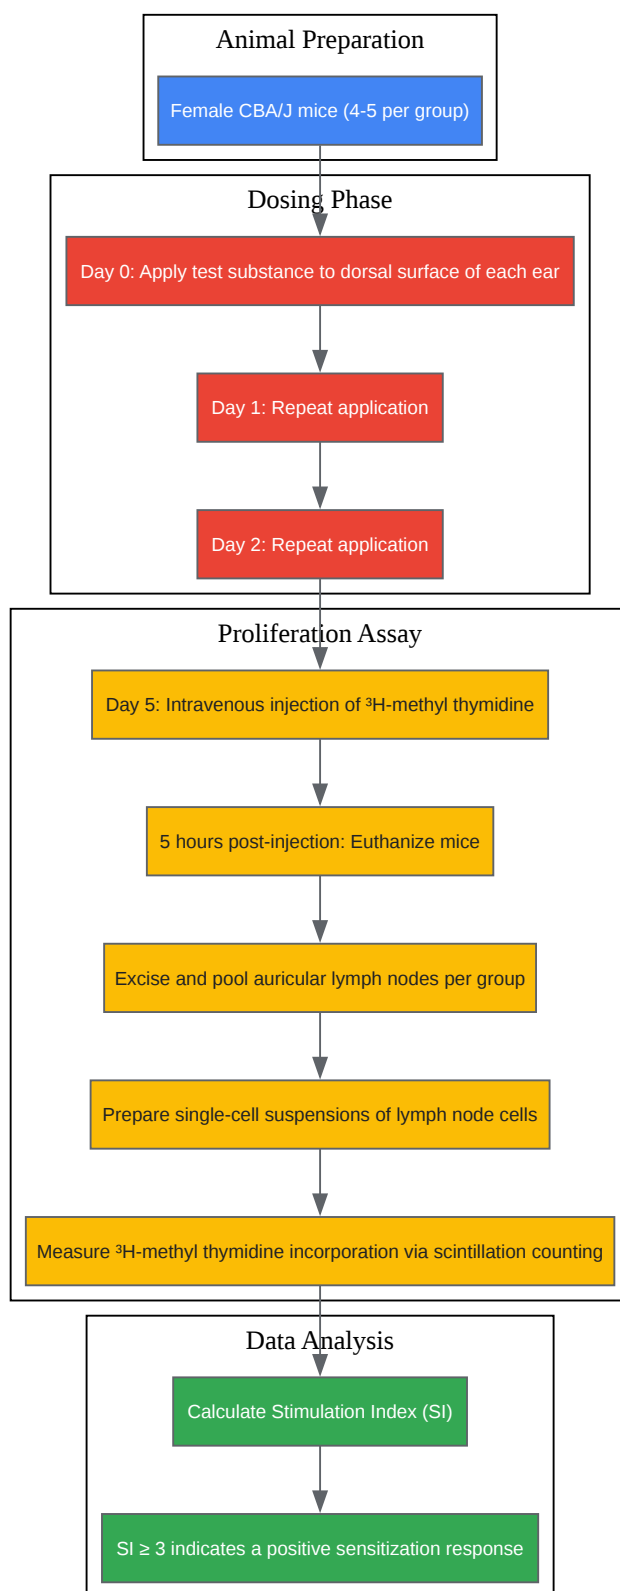 Animal Preparation
Female CBA/J mice (4-5 per group)
Dosing Phase
Day 0: Apply test substance to dorsal surface of each ear
Day 1: Repeat application
Day 2: Repeat application
Proliferation Assay
Day 5: Intravenous injection of ³H-methyl thymidine
5 hours post-injection: Euthanize mice
Excise and pool auricular lymph nodes per group
Prepare single-cell suspensions of lymph node cells
Measure ³H-methyl thymidine incorporation via scintillation counting
Data Analysis
Calculate Stimulation Index (SI)
SI ≥ 3 indicates a positive sensitization response